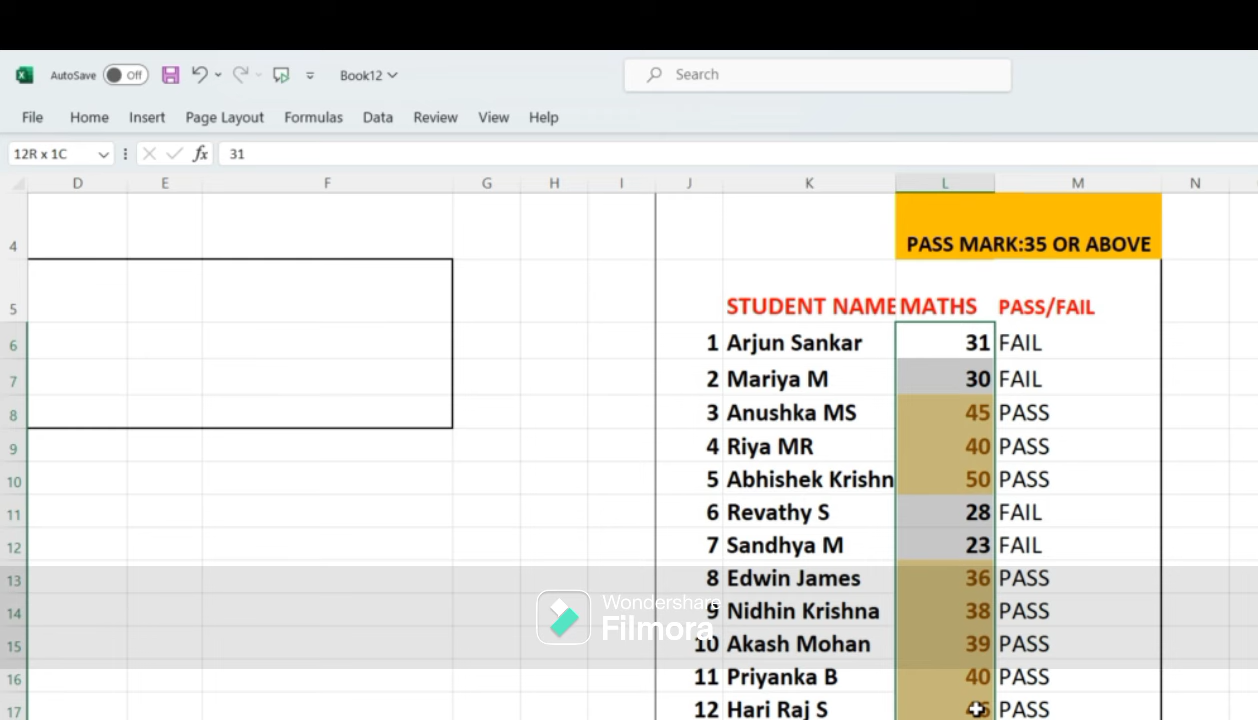 AutoSave Off Book12 Search
File Home Insert Page Layout Formulas Data Review View Help
12R x 1C fx 31
D E F G H I J K L M N
4 PASS MARK:35 OR ABOVE
5 STUDENT NAME MATHS PASS/FAIL
6 1 Arjun Sankar 31 FAIL
7 2 Mariya M 30 FAIL
8 3 Anushka MS 45 PASS
9 4 Riya MR 40 PASS
10 5 Abhishek Krishn 50 PASS
11 6 Revathy S 28 FAIL
12 7 Sandhya M 23 FAIL
13 8 Edwin James 36 PASS
Wondershare
14 9 Nidhin Krishna 38 PASS
Filmora
15 10 Akash Mohan 39 PASS
16 11 Priyanka B 40 PASS
17 12 Hari Raj S PASS